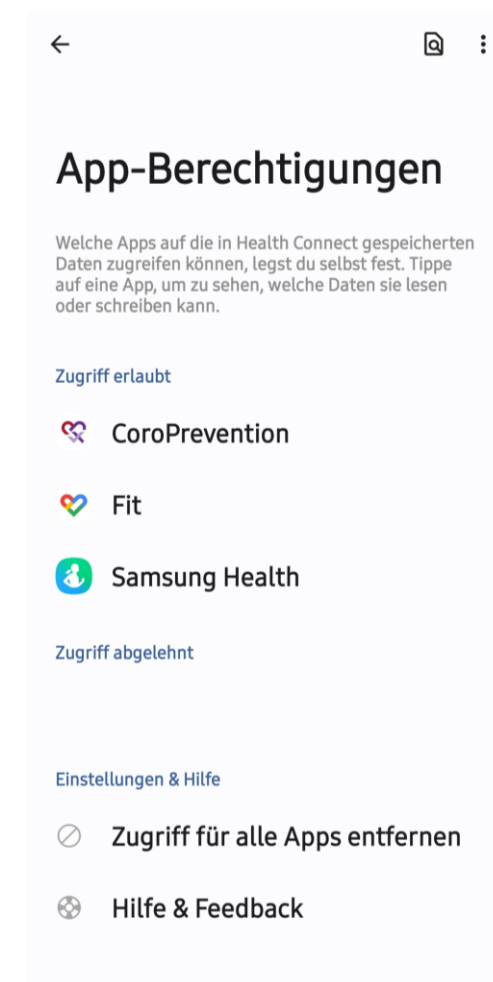 App-Berechtigungen
Welche Apps auf die in Health Connect gespeicherten
Daten zugreifen können, legst du selbst fest. Tippe
auf eine App, um zu sehen, welche Daten sie lesen
oder schreiben kann.
Zugriff erlaubt
CoroPrevention
Fit
Samsung Health
Zugriff abgelehnt
Einstellungen & Hilfe
Zugriff für alle Apps entfernen
Hilfe & Feedback